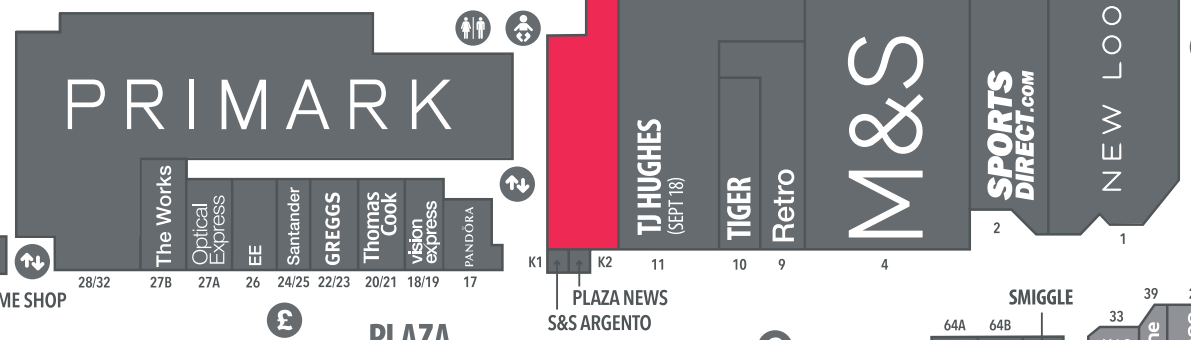 PRIMARK
The Works
Optical
Express
EE
Santander
GREGGS
Thomas
Cook
vision
express
PANDÖRA
TJ HUGHES
(SEPT 18)
TIGER
Retro
M&S
SPORTS
DIRECT.COM
NEW LOO
28/32
27B
27A
26
24/25
22/23
20/21
18/19
17
K1
K2
11
10
9
4
2
1
ME SHOP
PLAZA NEWS
S&S ARGENTO
£
PLAZA
SMIGGLE
64A
64B
33
39